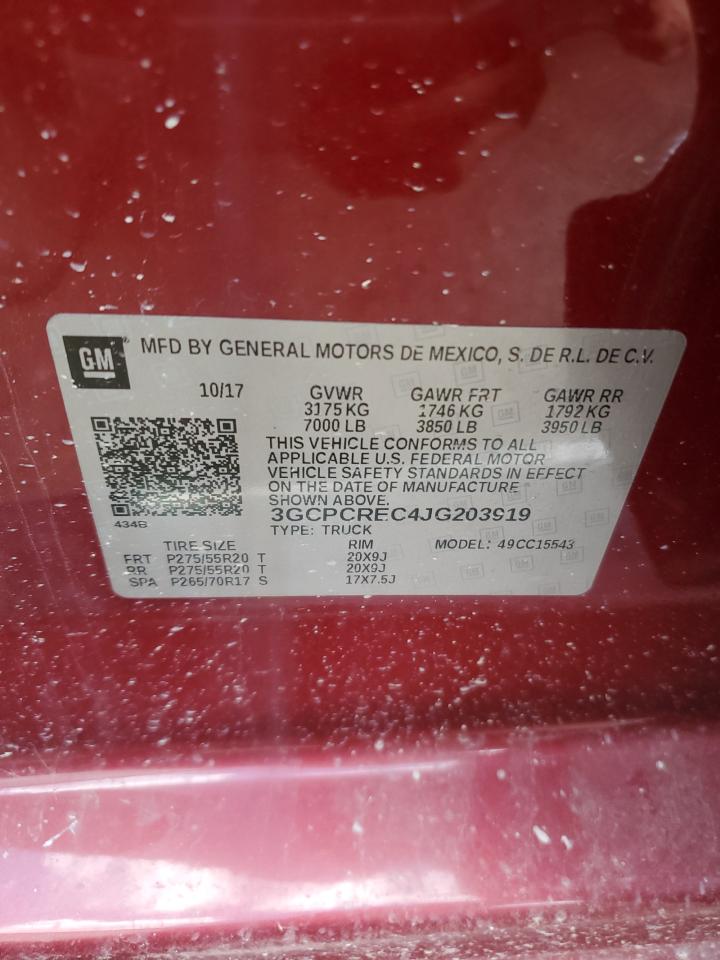 GM® MFD BY GENERAL MOTORS DE MEXICO, S. DE R.L. DE C.V.
10/17 GVWR GAWR FRT GAWR RR
3175 KG 1746 KG 1792 KG
7000 LB 3850 LB 3950 LB
THIS VEHICLE CONFORMS TO ALL
APPLICABLE U.S. FEDERAL MOTOR
VEHICLE SAFETY STANDARDS IN EFFECT
ON THE DATE OF MANUFACTURE
SHOWN ABOVE.
434B 3GCPCREC4JG203919
TYPE: TRUCK
TIRE SIZE RIM MODEL: 49CC15543
FRT P275/55R20 T 20X9J
RR P275/55R20 T 20X9J
SPA P265/70R17 S 17X7.5J